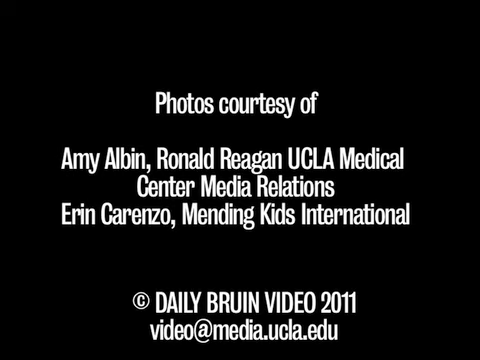 Photos courtesy of
Amy Albin, Ronald Reagan UCLA Medical
Center Media Relations
Erin Carenzo, Mending Kids International
© DAILY BRUIN VIDEO 2011
video@media.ucla.edu